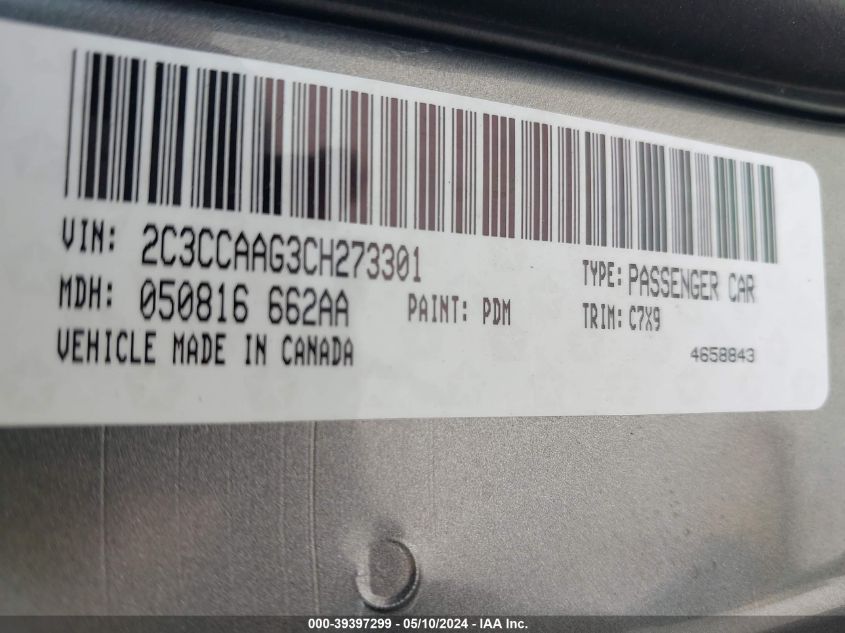 VIN: 2C3CCAAG3CH273301 TYPE: PASSENGER CAR
MDH: 050816 662AA PAINT: PDM TRIM: C7X9
VEHICLE MADE IN CANADA 4658843
000-39397299 - 05/10/2024 - IAA Inc.